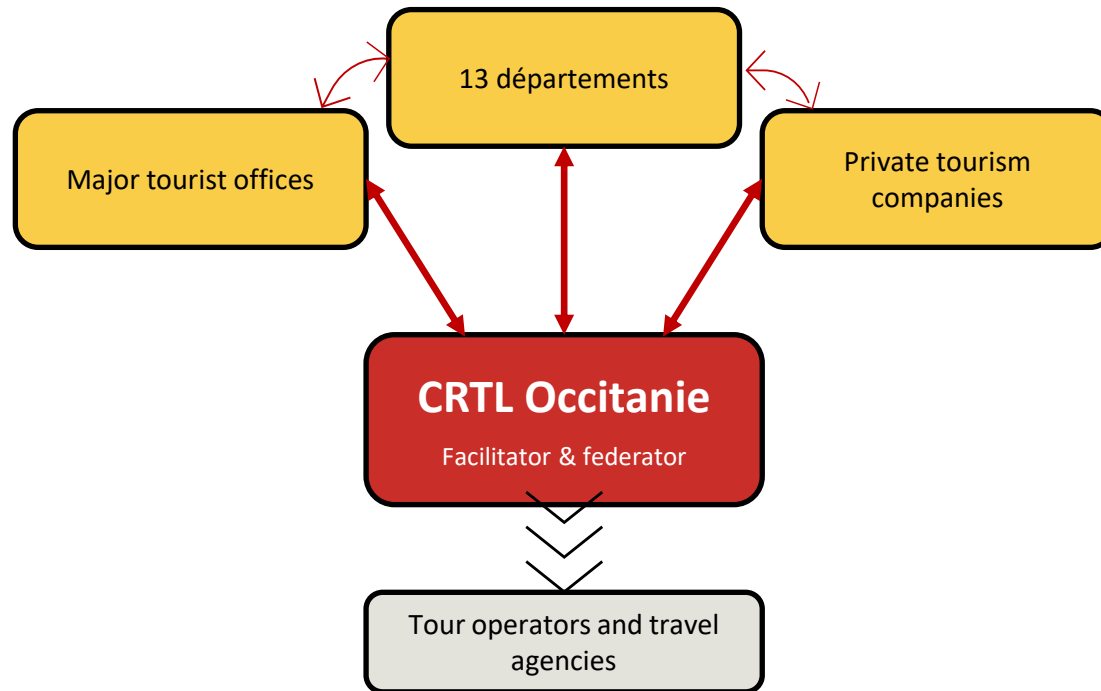 13 départements
Major tourist offices
Private tourism
companies
CRTL Occitanie
Facilitator & federator
Tour operators and travel
agencies